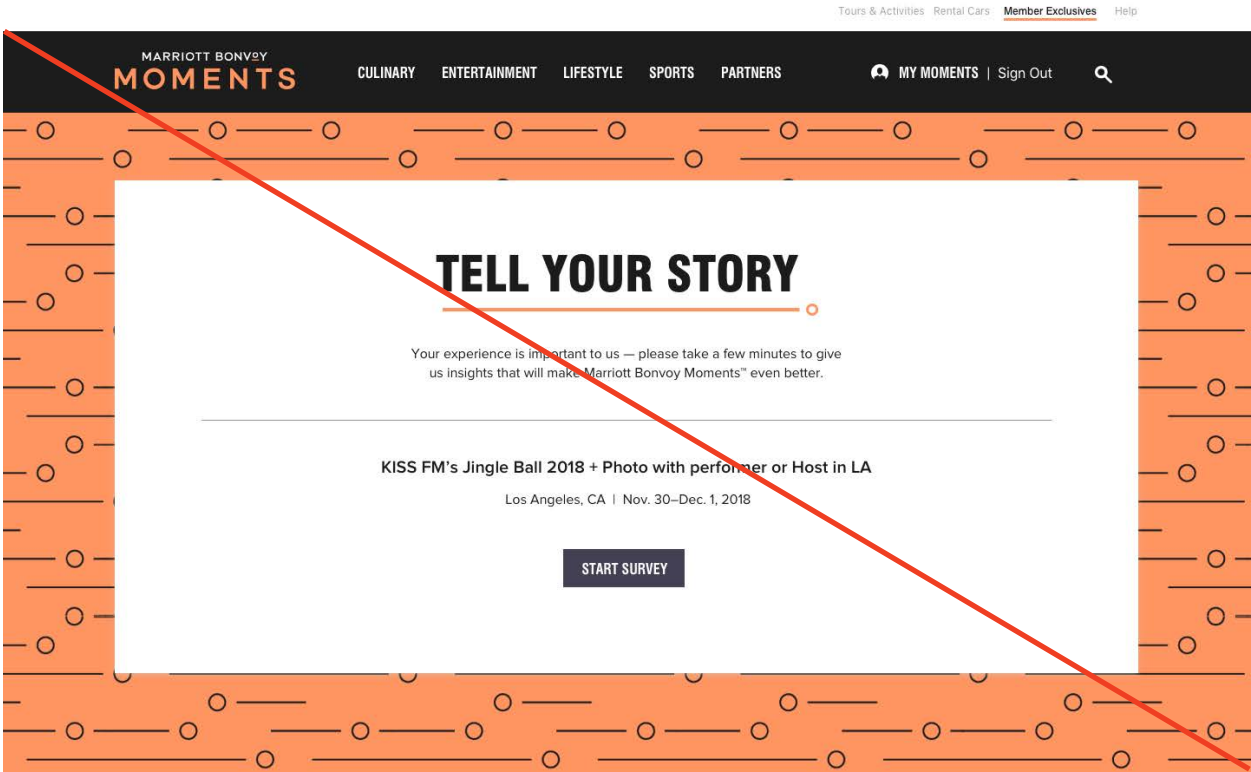 Tours & Activities Rental Cars Member Exclusives Help
MARRIOTT BONVOY
MOMENTS
CULINARY ENTERTAINMENT LIFESTYLE SPORTS PARTNERS MY MOMENTS | Sign Out
TELL YOUR STORY
Your experience is important to us — please take a few minutes to give
us insights that will make Marriott Bonvoy Moments™ even better.
KISS FM's Jingle Ball 2018 + Photo with performer or Host in LA
Los Angeles, CA | Nov. 30–Dec. 1, 2018
START SURVEY